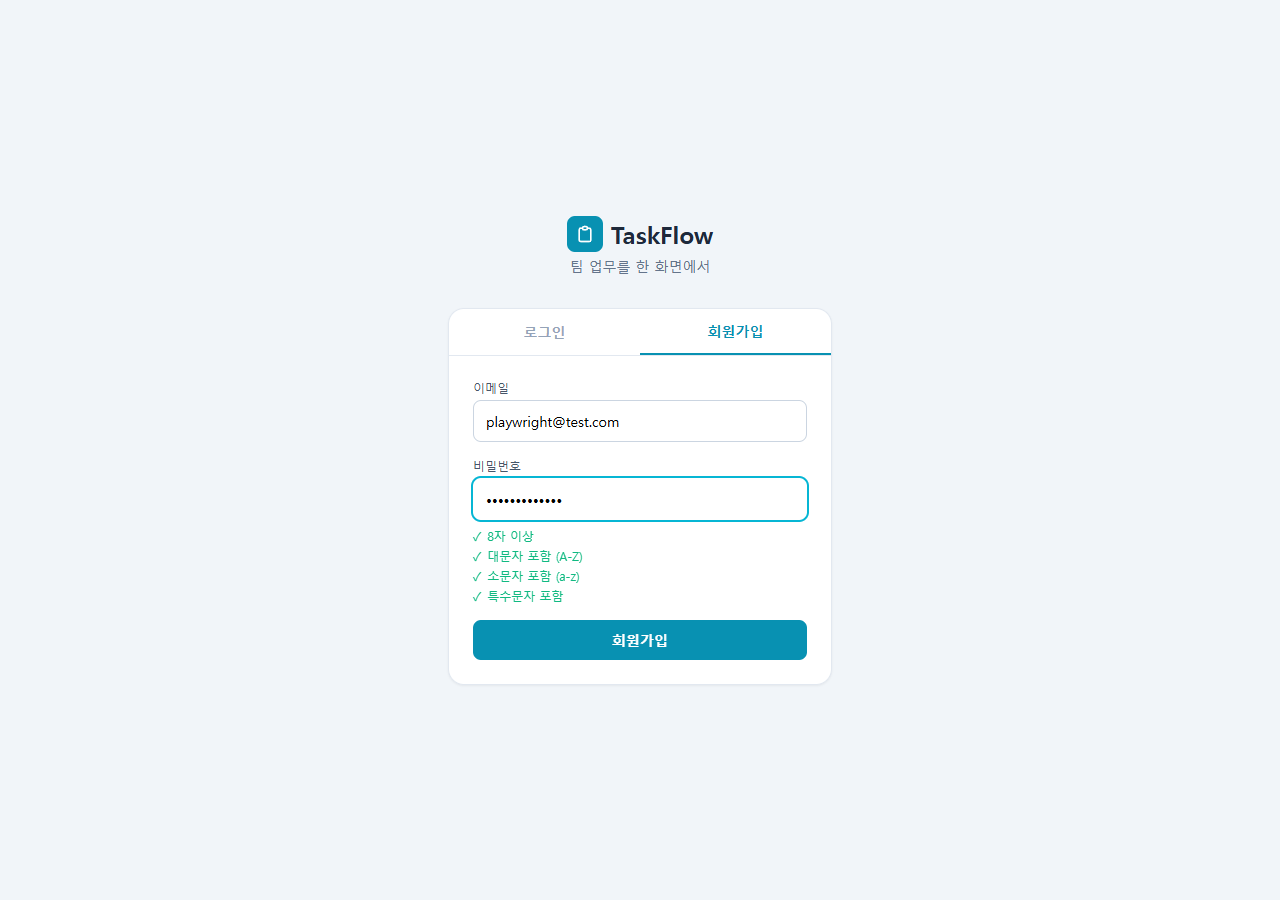 TaskFlow
팀 업무를 한 화면에서
로그인 회원가입
이메일
playwright@test.com
비밀번호
•••••••••••••
✓ 8자 이상
✓ 대문자 포함 (A-Z)
✓ 소문자 포함 (a-z)
✓ 특수문자 포함
회원가입